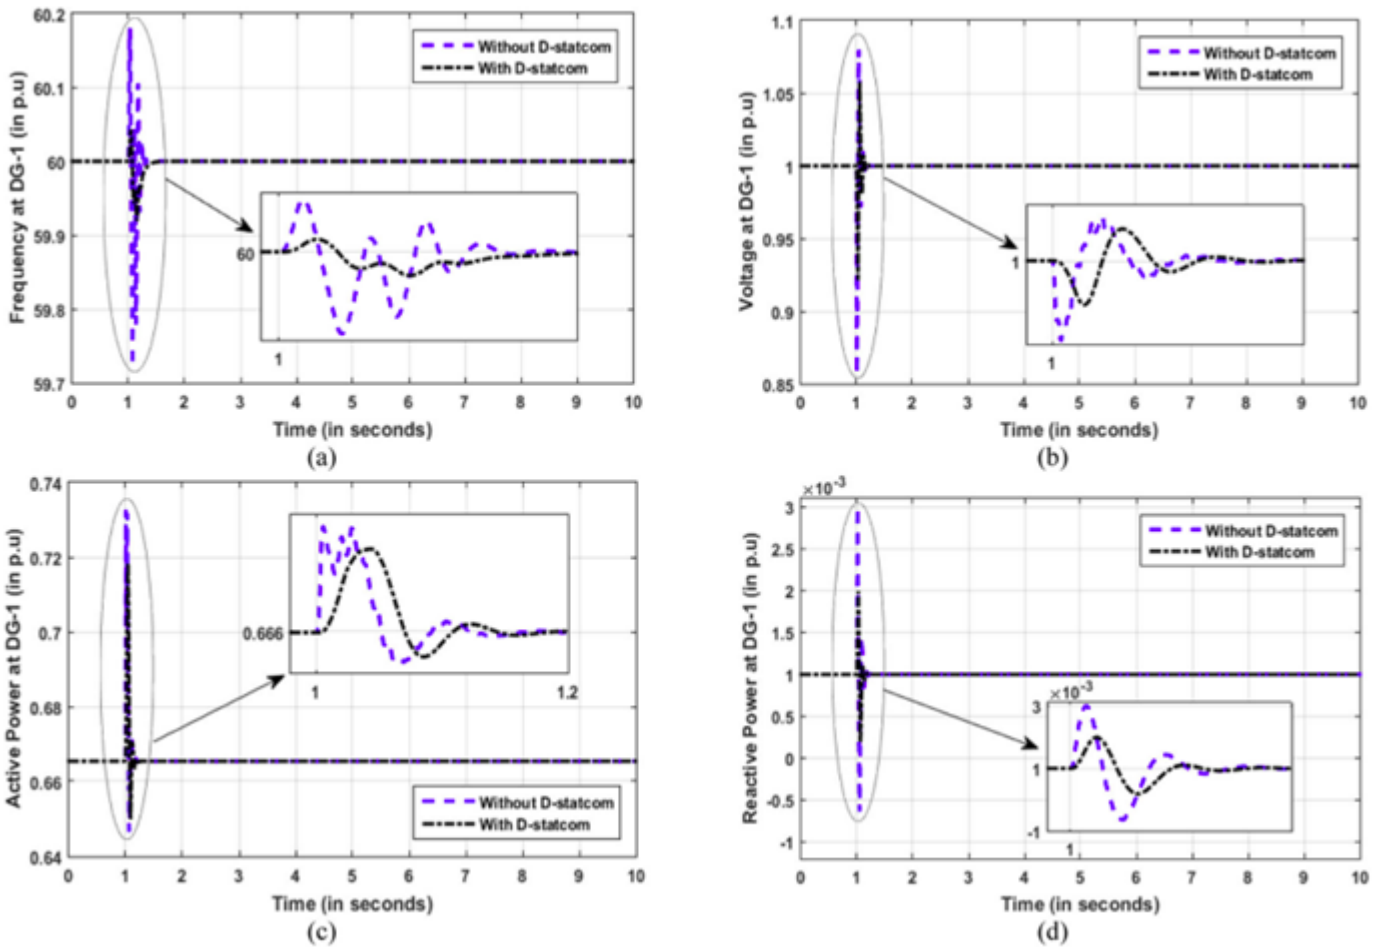 60.2
60.1
60
59.9
59.8
59.7
Frequency at DG-1 (in p.u)
Without D-statcom
With D-statcom
60
1
0 1 2 3 4 5 6 7 8 9 10
Time (in seconds)
(a)
1.1
1.05
1
0.95
0.9
0.85
Voltage at DG-1 (in p.u)
Without D-statcom
With D-statcom
1
1
0 1 2 3 4 5 6 7 8 9 10
Time (in seconds)
(b)
0.74
0.72
0.7
0.68
0.66
0.64
Active Power at DG-1 (in p.u)
0.666
1 1.2
Without D-statcom
With D-statcom
0 1 2 3 4 5 6 7 8 9 10
Time (in seconds)
(c)
×10⁻³
3
2.5
2
1.5
1
0.5
0
-0.5
-1
Reactive Power at DG-1 (in p.u)
Without D-statcom
With D-statcom
×10⁻³
3
1
-1
1
0 1 2 3 4 5 6 7 8 9 10
Time (in seconds)
(d)